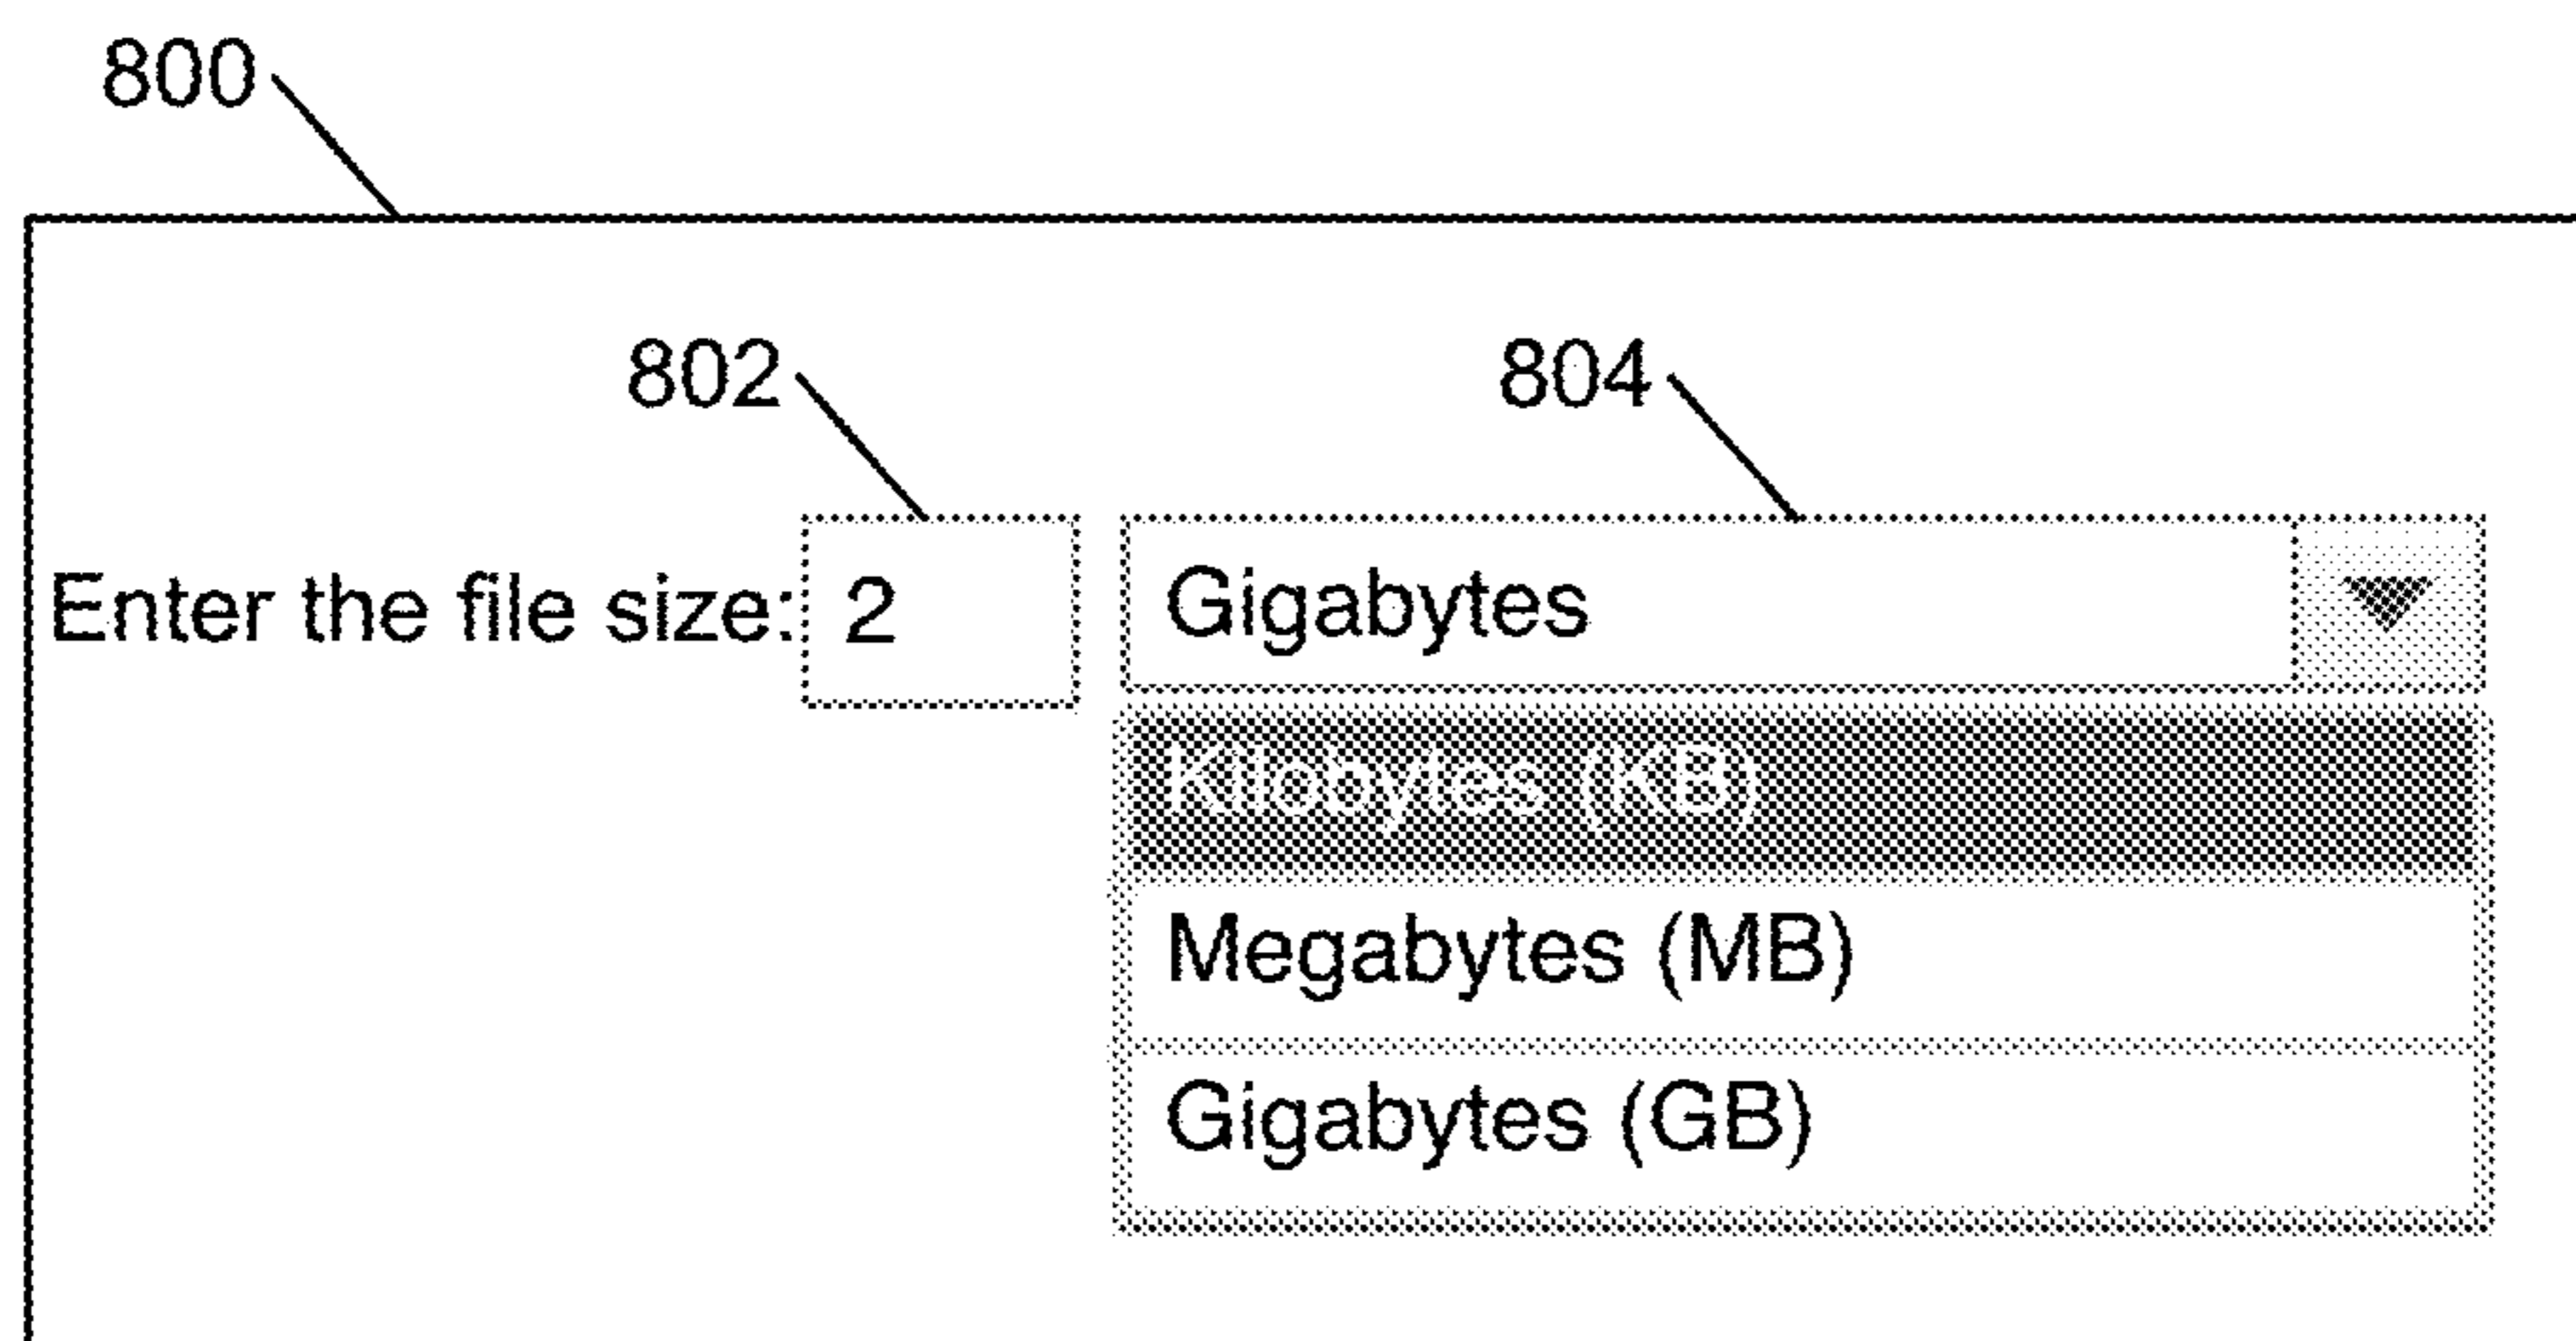 800
802 804
Enter the file size: 2 Gigabytes
Kilobytes (KB)
Megabytes (MB)
Gigabytes (GB)